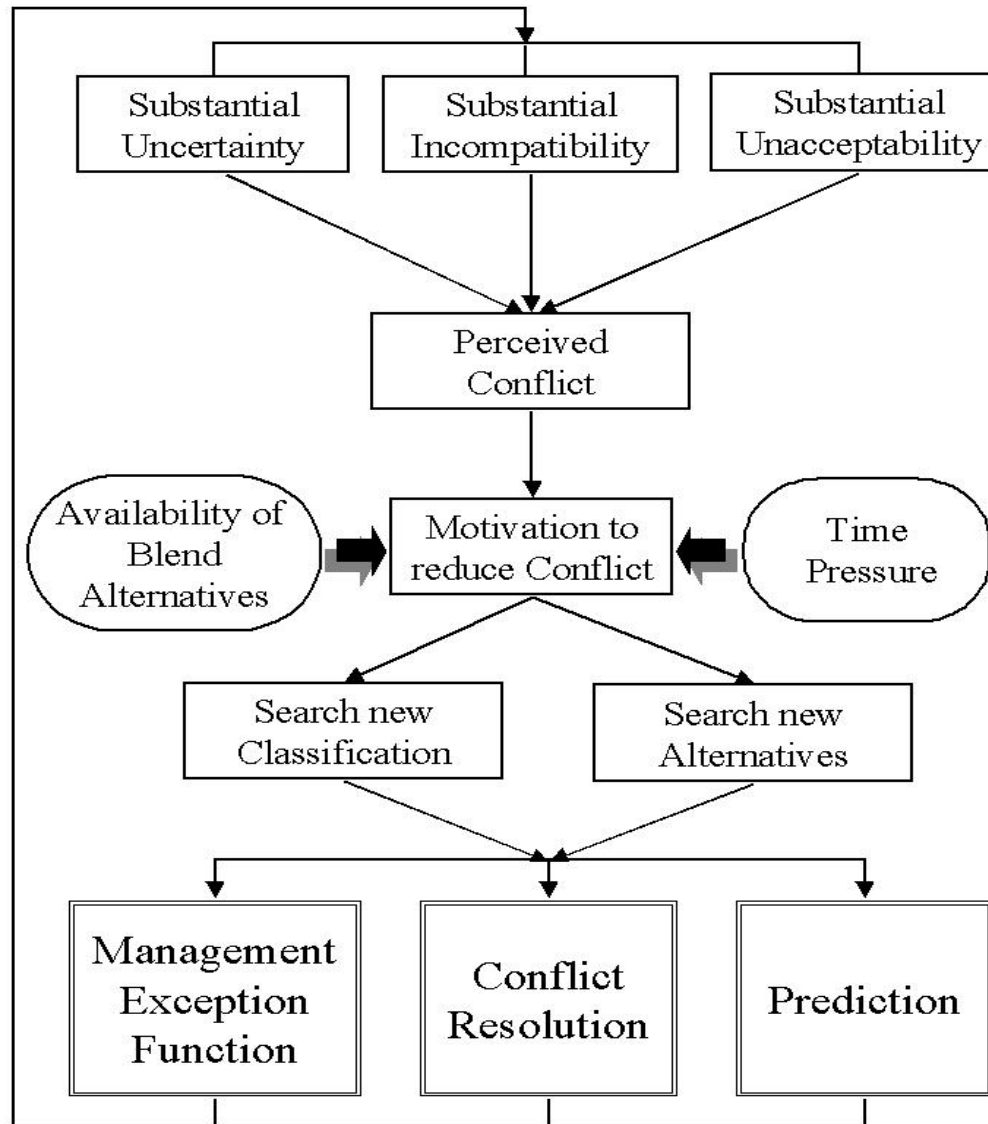 Substantial
Uncertainty
Substantial
Incompatibility
Substantial
Unacceptability
Perceived
Conflict
Availability of
Blend
Alternatives
Motivation to
reduce Conflict
Time
Pressure
Search new
Classification
Search new
Alternatives
Management
Exception
Function
Conflict
Resolution
Prediction